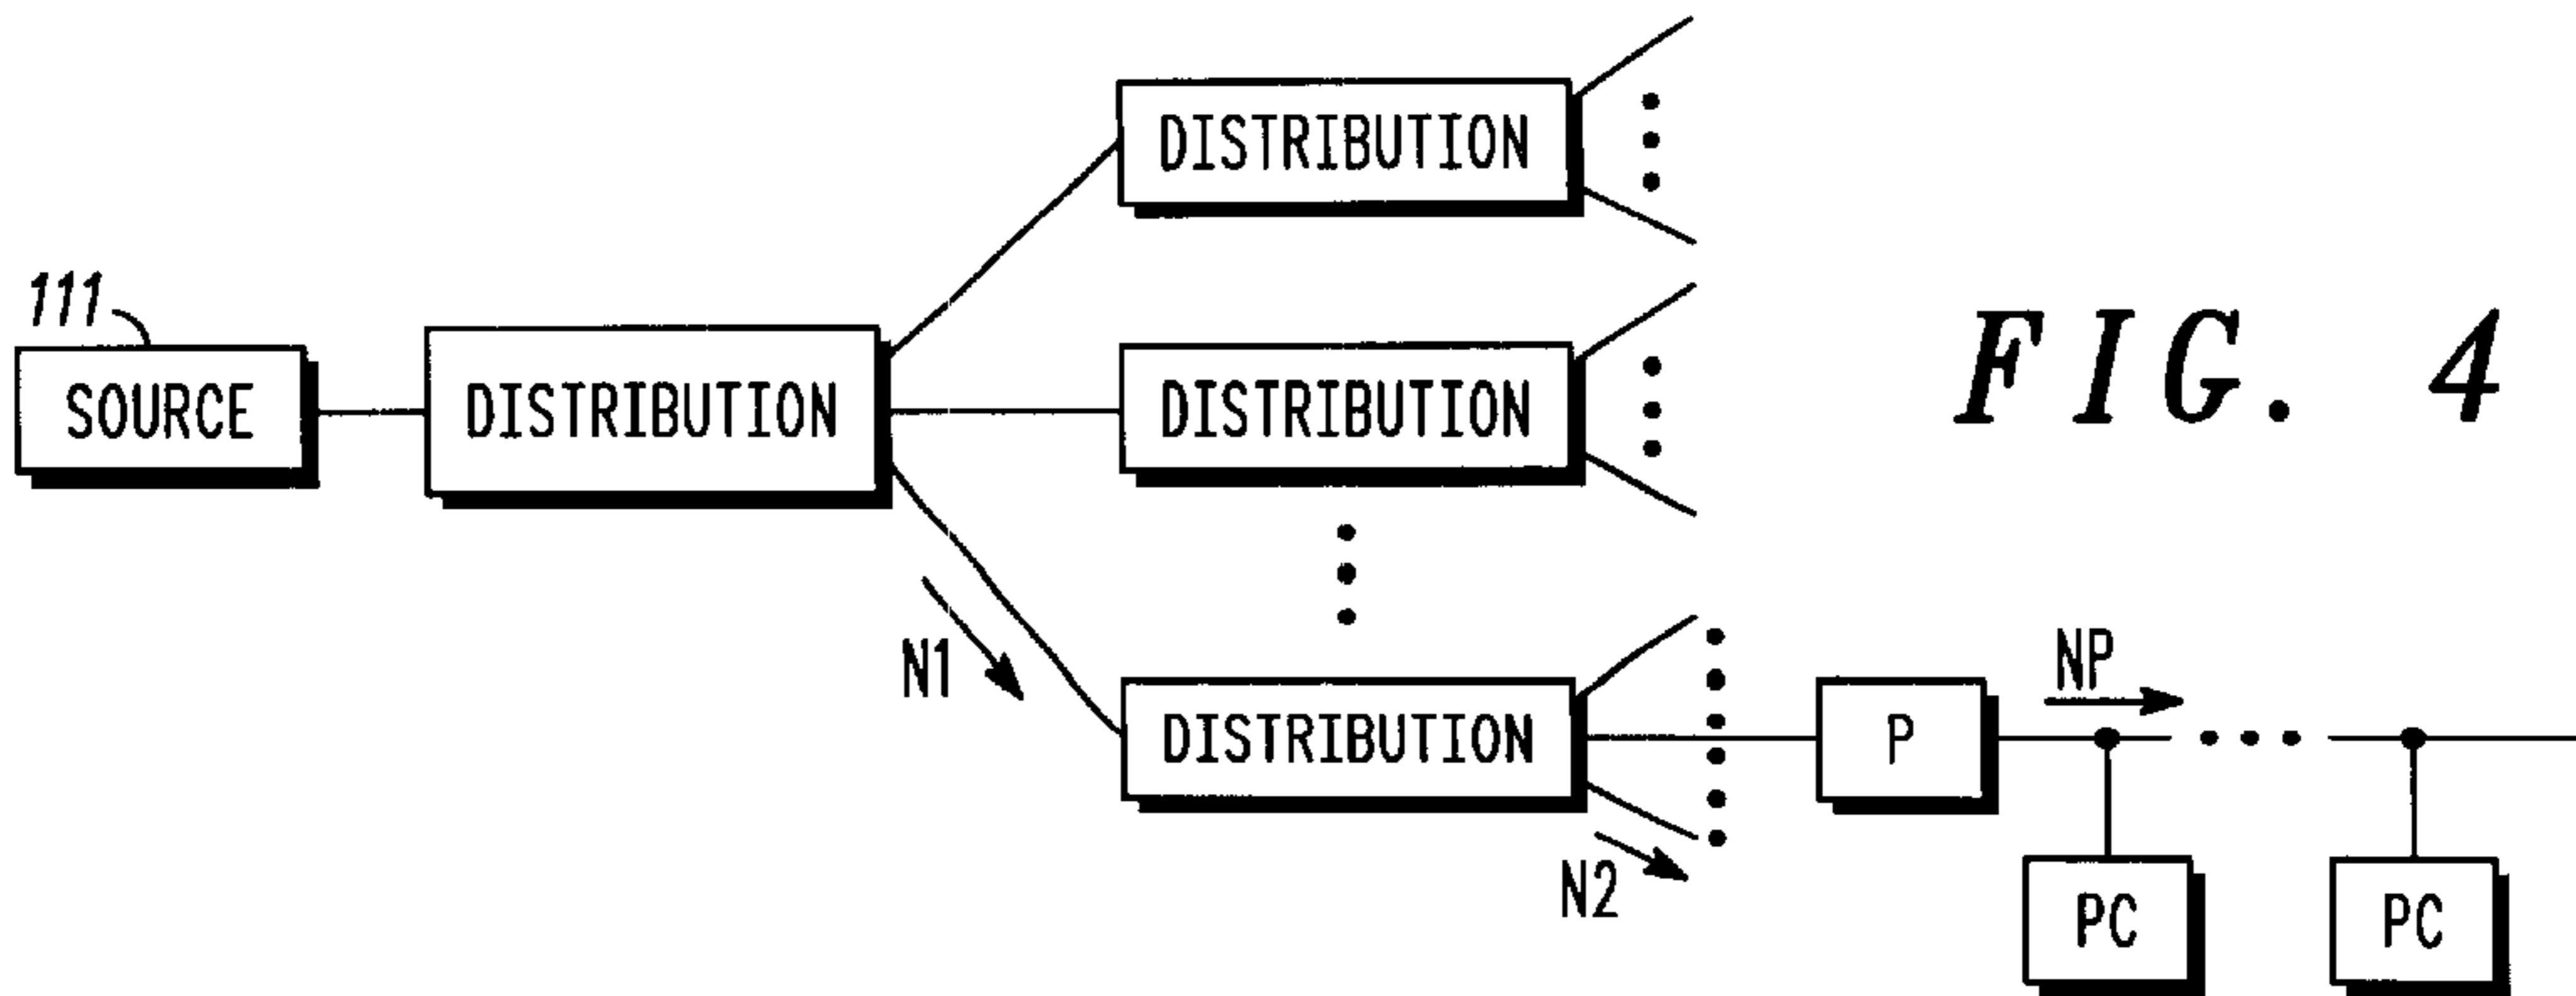 DISTRIBUTION
111
SOURCE
DISTRIBUTION
DISTRIBUTION
FIG. 4
N1
DISTRIBUTION
P
NP
N2
PC
PC